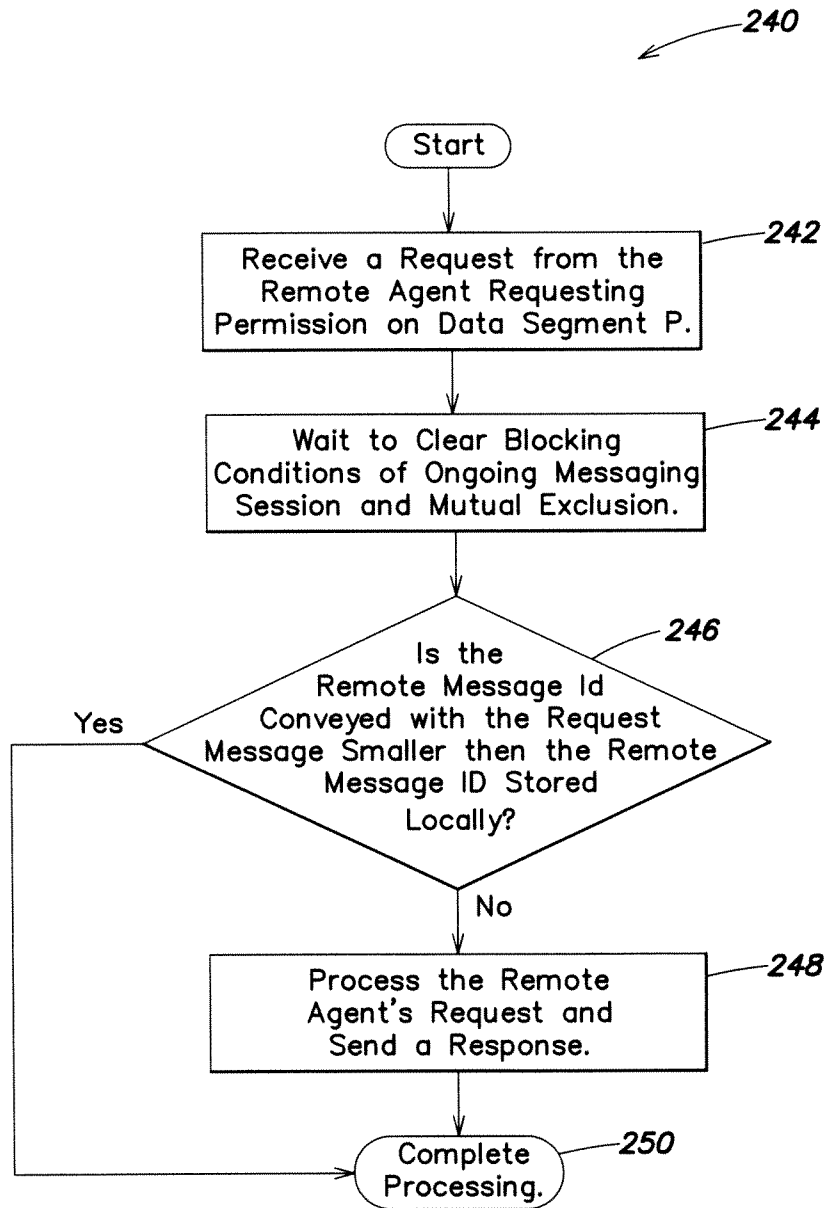 240
Start
242
Receive a Request from the
Remote Agent Requesting
Permission on Data Segment P.
244
Wait to Clear Blocking
Conditions of Ongoing Messaging
Session and Mutual Exclusion.
246
Is the
Remote Message Id
Conveyed with the Request
Message Smaller then the Remote
Message ID Stored
Locally?
Yes
No
248
Process the Remote
Agent's Request and
Send a Response.
250
Complete
Processing.